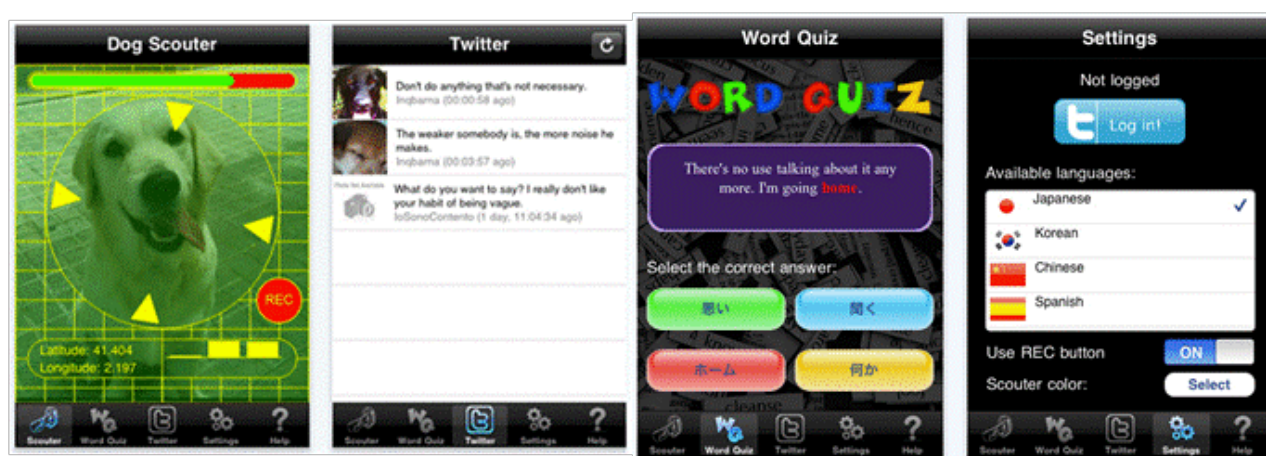 Dog Scouter
REC
Latitude: 41.404
Longitude: 2.197
Scouter
Word Quiz
Twitter
Settings
Help
Twitter
Don't do anything that's not necessary.
Inqbarna (00:00:58 ago)
The weaker somebody is, the more noise he
makes.
Inqbarna (00:03:57 ago)
What do you want to say? I really don't like
your habit of being vague.
IoSonoContento (1 day, 11:04:34 ago)
Scouter
Word Quiz
Twitter
Settings
Help
Word Quiz
WORD QUIZ
There's no use talking about it any
more. I'm going home.
Select the correct answer:
悪い
聞く
ホーム
何か
hence
cleanse
Scouter
Word Quiz
Twitter
Settings
Help
Settings
Not logged
Log in!
Available languages:
Japanese
Korean
Chinese
Spanish
Use REC button
ON
Scouter color:
Select
Scouter
Word Quiz
Twitter
Settings
Help